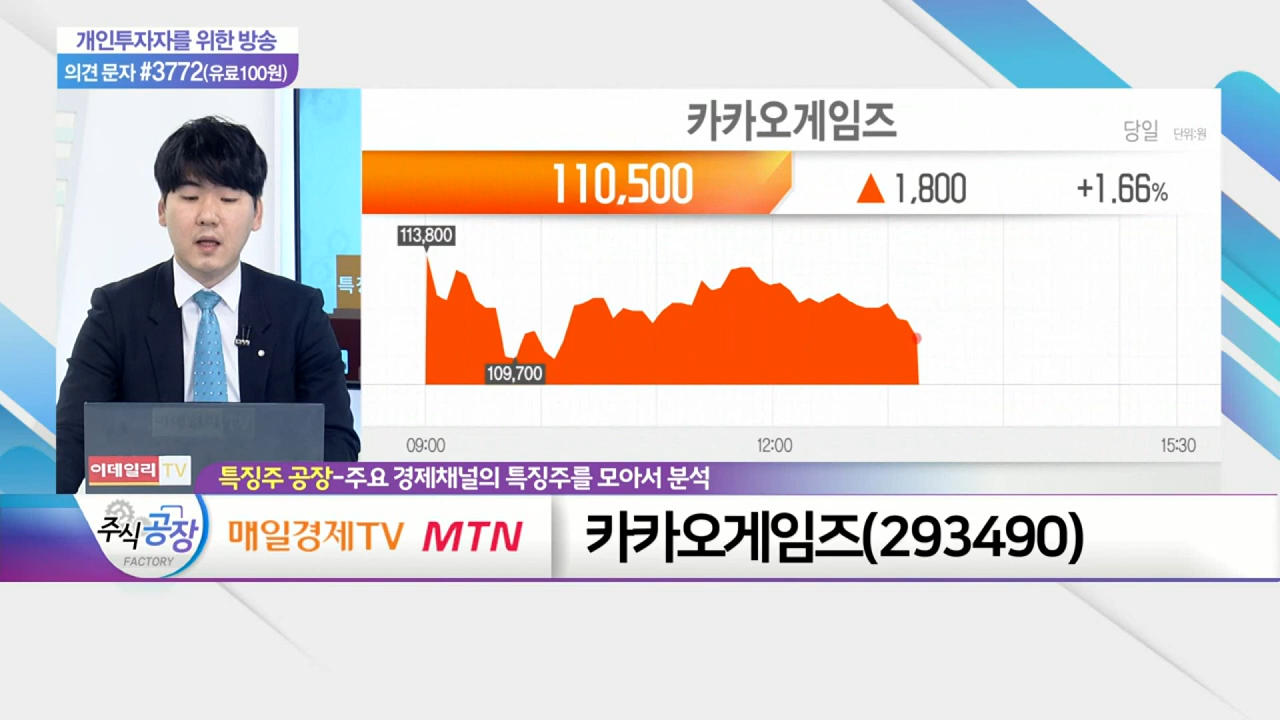 개인투자자를 위한 방송
의견 문자 #3772(유료100원)
카카오게임즈
당일 단위:원
110,500 ▲ 1,800 +1.66%
113,800
109,700
09:00 12:00 15:30
특징
이데일리 TV
특징주 공장-주요 경제채널의 특징주를 모아서 분석
주식공장
FACTORY
매일경제TV MTN
카카오게임즈(293490)